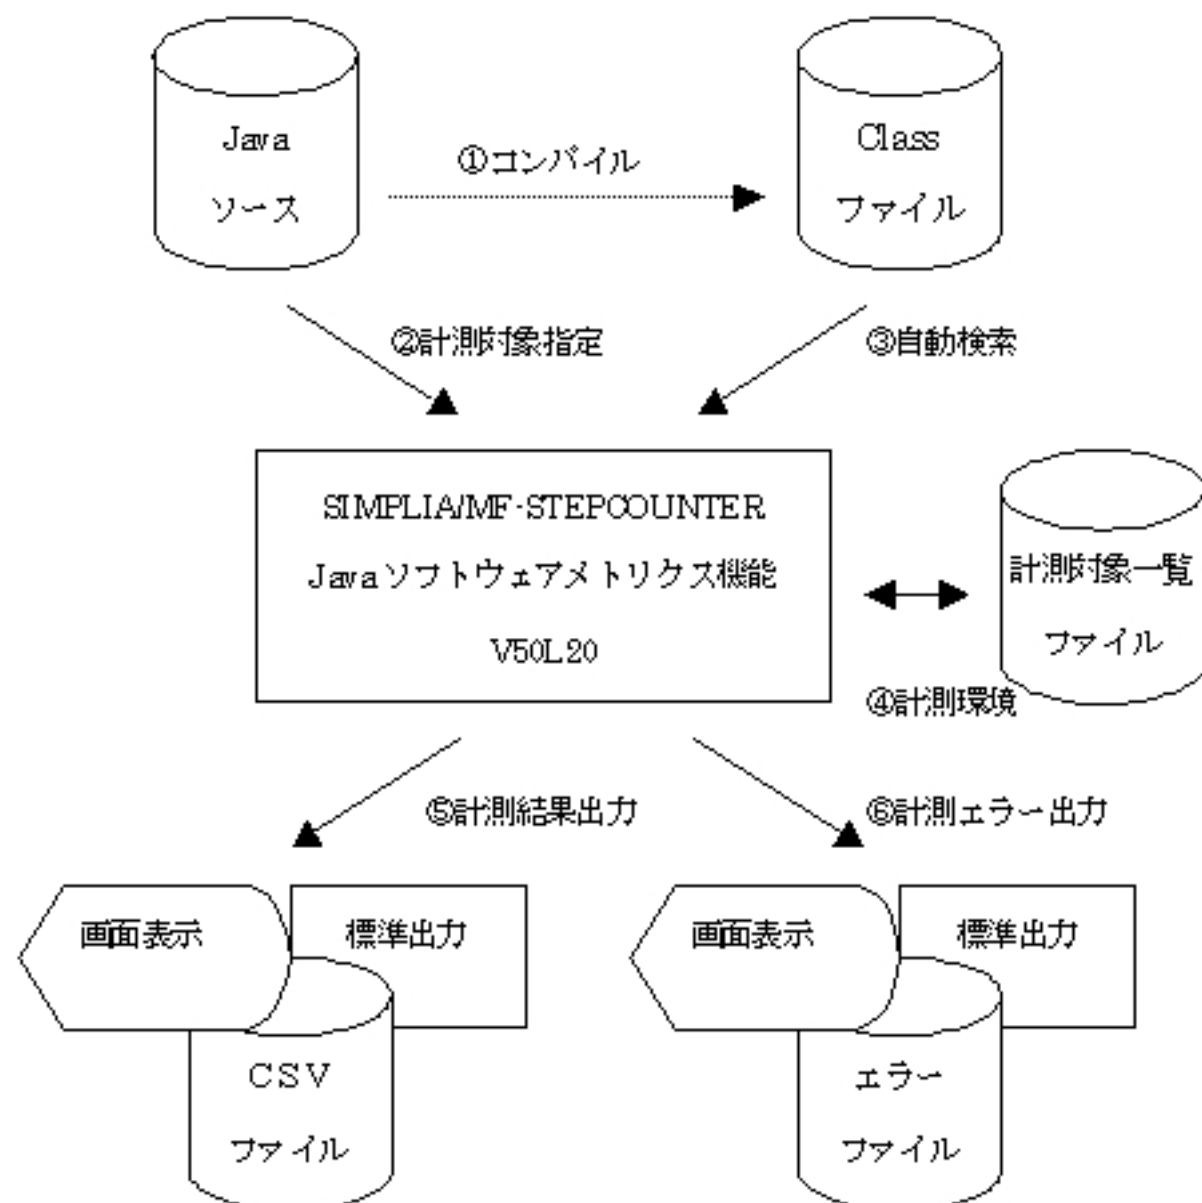 Java
ソース
①コンパイル
Class
ファイル
②計測対象指定
③自動検索
SIMPLIA/MF-STEPCOUNTER
Javaソフトウェアメトリクス機能
V50L20
計測対象一覧
ファイル
④計測環境
⑤計測結果出力
⑥計測エラー出力
画面表示
標準出力
CSV
ファイル
画面表示
標準出力
エラー
ファイル